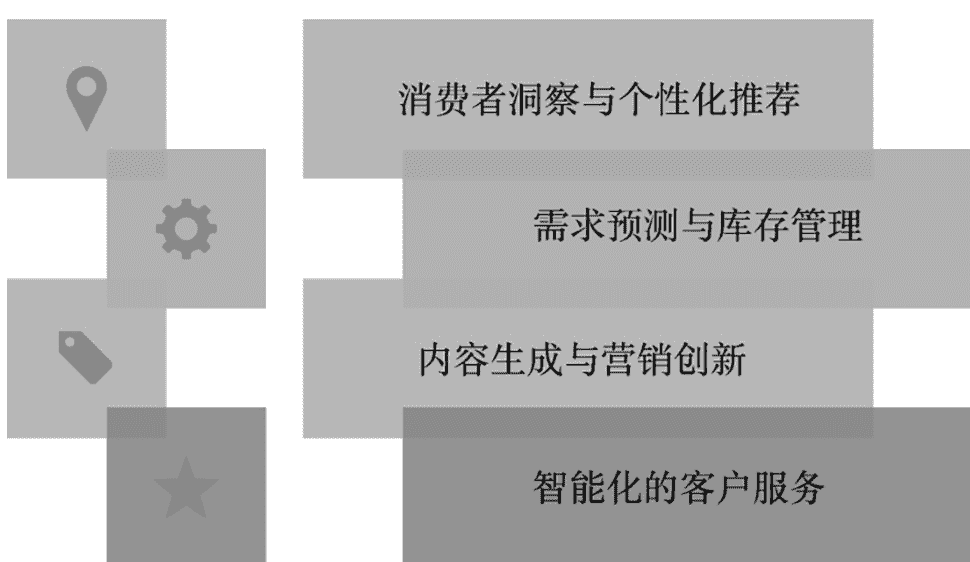 消费者洞察与个性化推荐
需求预测与库存管理
内容生成与营销创新
智能化的客户服务